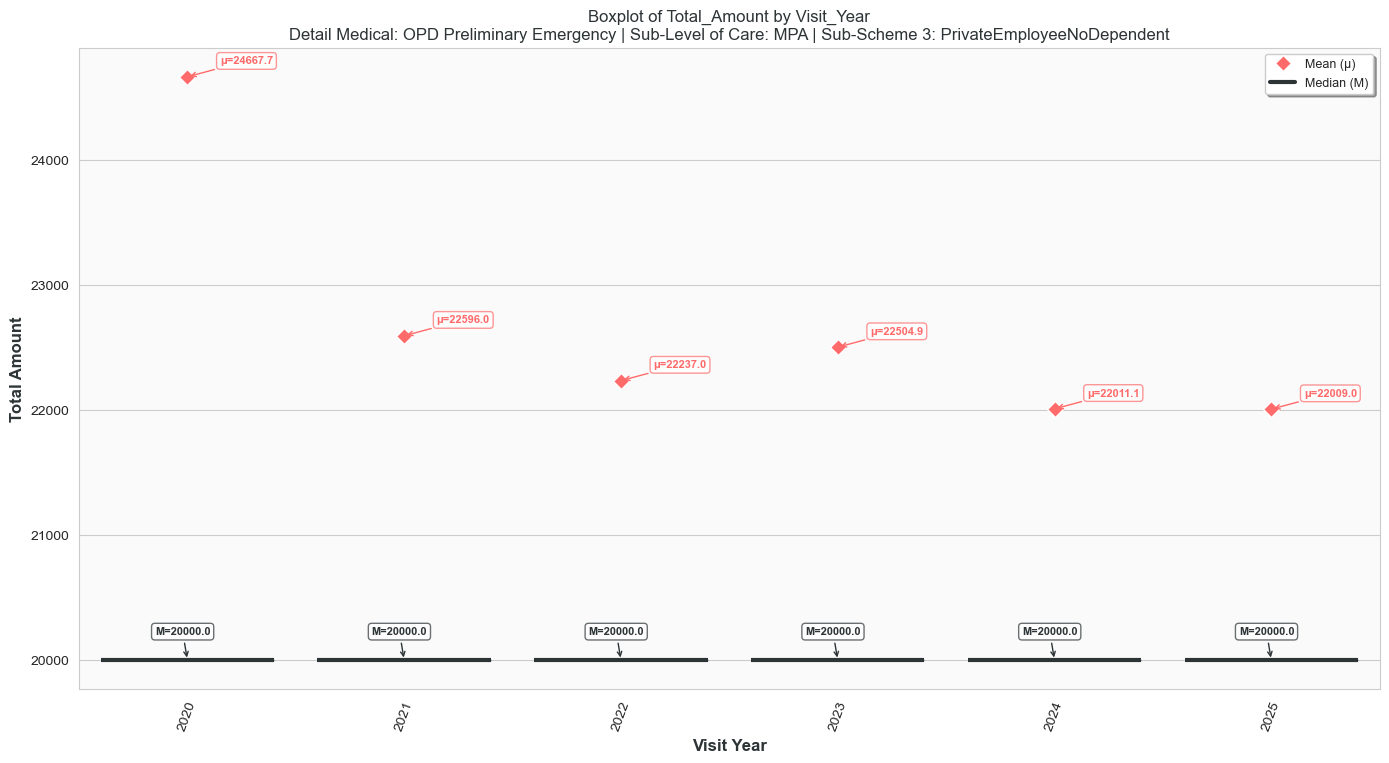 Boxplot of Total_Amount by Visit_Year
Detail Medical: OPD Preliminary Emergency | Sub-Level of Care: MPA | Sub-Scheme 3: PrivateEmployeeNoDependent
Mean (μ)
Median (M)
μ=24667.7
μ=22596.0
μ=22237.0
μ=22504.9
μ=22011.1
μ=22009.0
M=20000.0
M=20000.0
M=20000.0
M=20000.0
M=20000.0
M=20000.0
Total Amount
24000
23000
22000
21000
20000
2020
2021
2022
2023
2024
2025
Visit Year